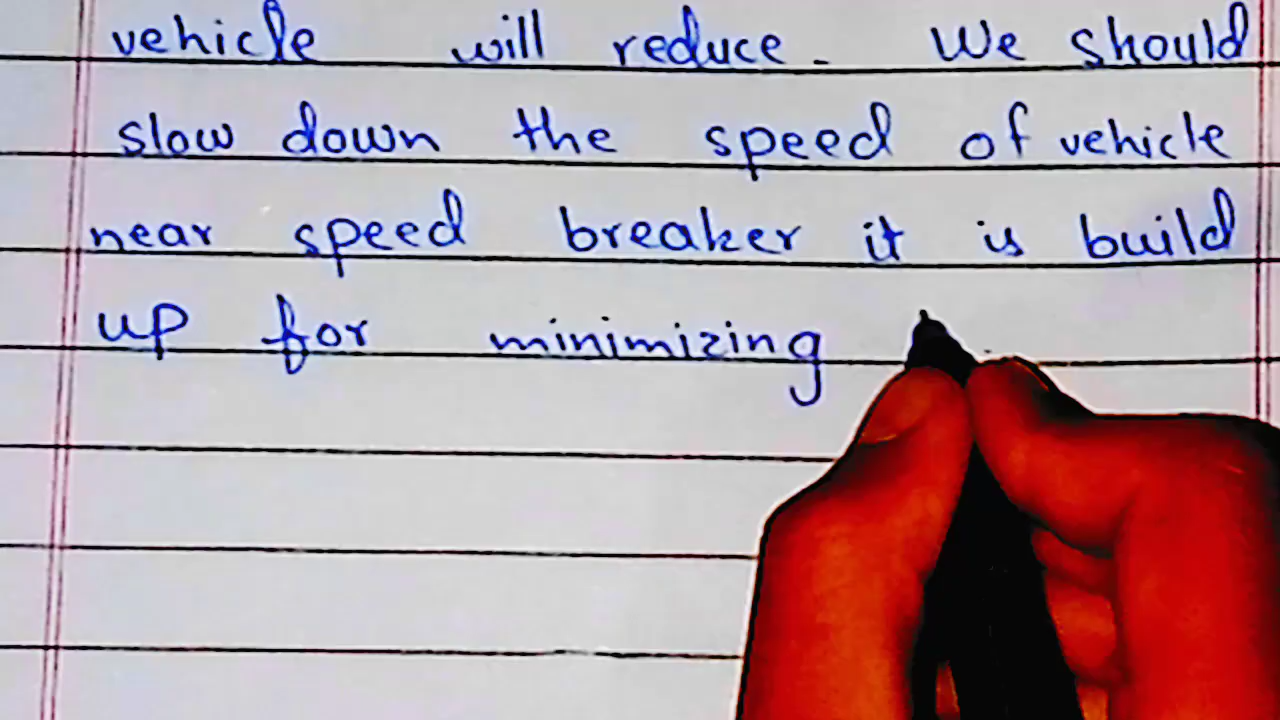 vehicle will reduce. We should
slow down the speed of vehicle
near speed breaker it is build
up for minimizing